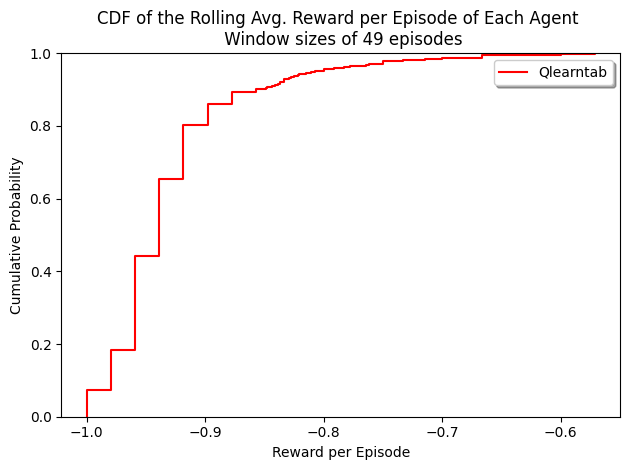 CDF of the Rolling Avg. Reward per Episode of Each Agent
Window sizes of 49 episodes
Qlearntab
Cumulative Probability
1.0
0.8
0.6
0.4
0.2
0.0
−1.0 −0.9 −0.8 −0.7 −0.6
Reward per Episode